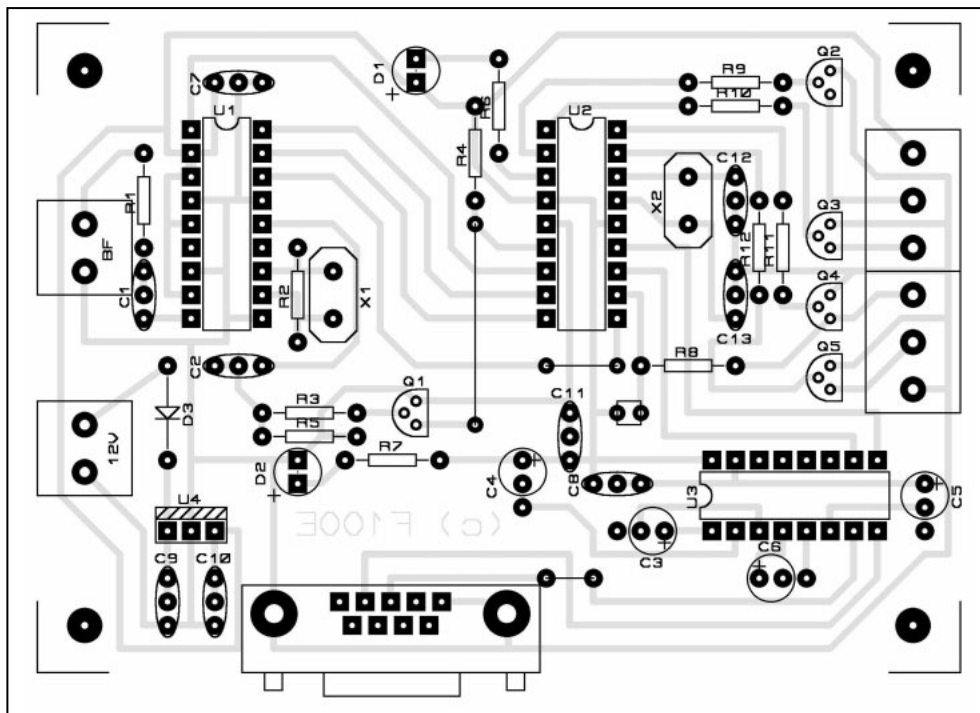 D1
Q2
C7
R9
R10
R6
U1
U2
R4
C12
R1
X2
Q3
BF
R12
R11
C1
R2
X1
Q4
C13
C2
R8
Q5
Q1
C11
D3
R3
12V
R5
R7
D2
C4
C8
U3
C5
U4
(c) F100E
C3
C6
C9
C10